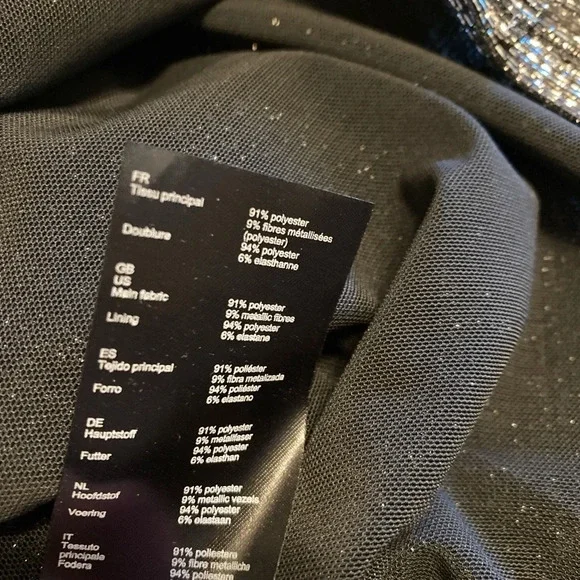 FR
Tissu principal
91% polyester
9% fibres métallisées
(polyester)
Doublure
94% polyester
6% elasthanne
GB
US
Main fabric
91% polyester
9% metallic fibres
Lining
94% polyester
6% elastane
ES
Tejido principal
91% poliéster
9% fibra metalizada
Forro
94% poliéster
6% elastano
DE
Hauptstoff
91% polyester
9% metallfaser
Futter
94% polyester
6% elasthan
NL
Hoofdstof
91% polyester
9% metallic vezels
Voering
94% polyester
6% elastaan
IT
Tessuto
principale
91% poliestere
9% fibre metalliche
Fodera
94% poliestere